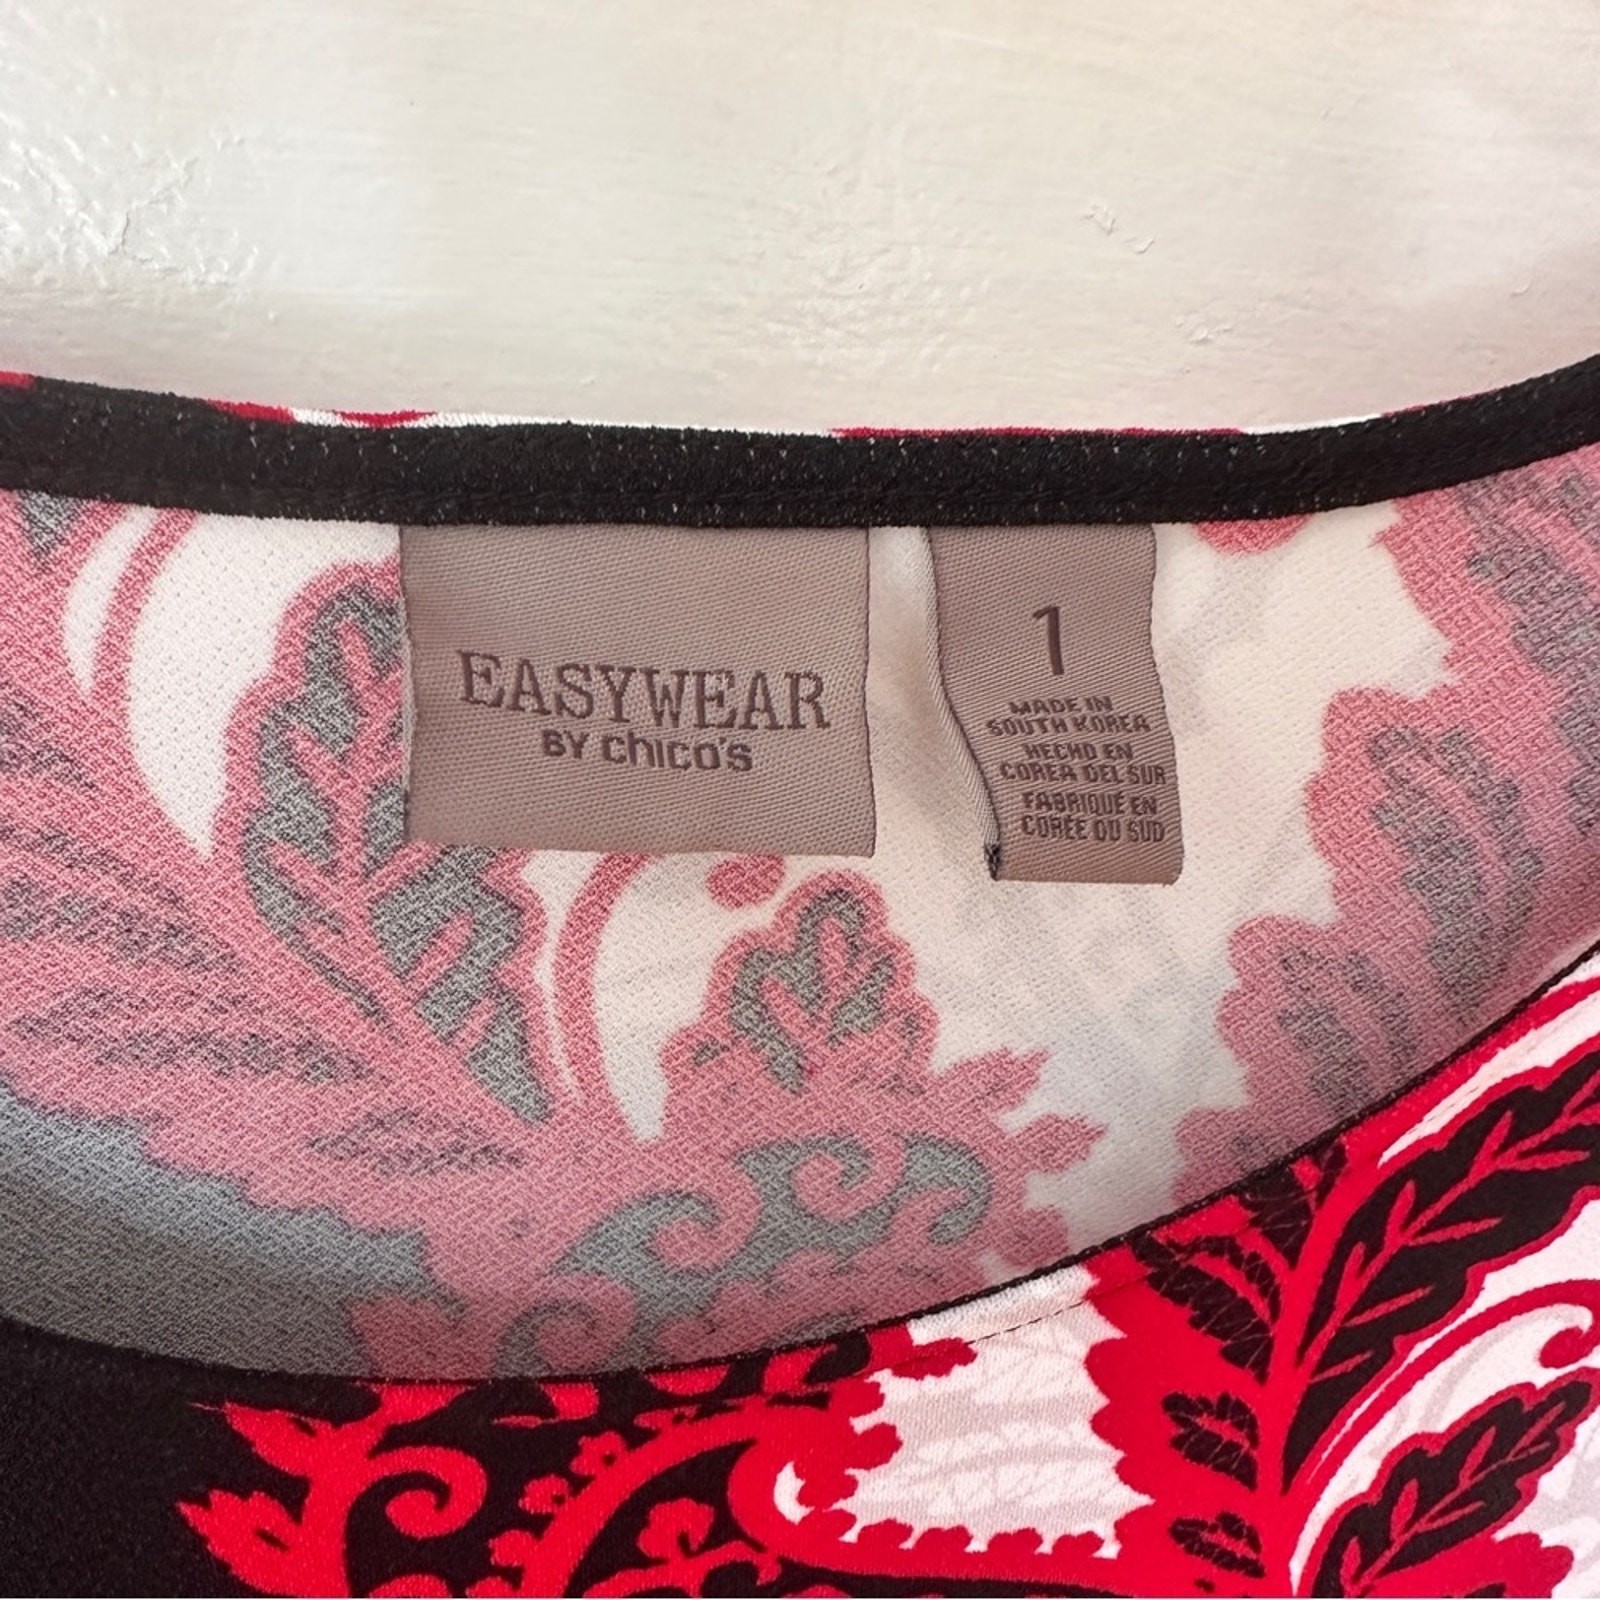 EASYWEAR
BY chico's
1
MADE IN
SOUTH KOREA
HECHO EN
COREA DEL SUR
FABRIQUÉ EN
CORÉE DU SUD